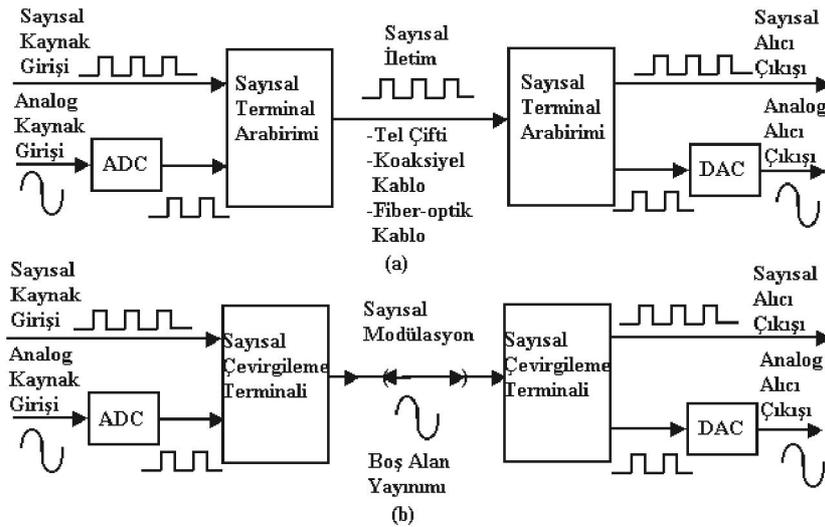 Sayısal
Kaynak
Girişi
Analog
Kaynak
Girişi
ADC
Sayısal
Terminal
Arabirimi
Sayısal
İletim
-Tel Çifti
-Koaksiyel
Kablo
-Fiber-optik
Kablo
(a)
Sayısal
Terminal
Arabirimi
DAC
Sayısal
Alıcı
Çıkışı
Analog
Alıcı
Çıkışı
Sayısal
Kaynak
Girişi
Analog
Kaynak
Girişi
ADC
Sayısal
Çevirgileme
Terminali
Sayısal
Modülasyon
Boş Alan
Yayınımı
(b)
Sayısal
Çevirgileme
Terminali
DAC
Sayısal
Alıcı
Çıkışı
Analog
Alıcı
Çıkışı